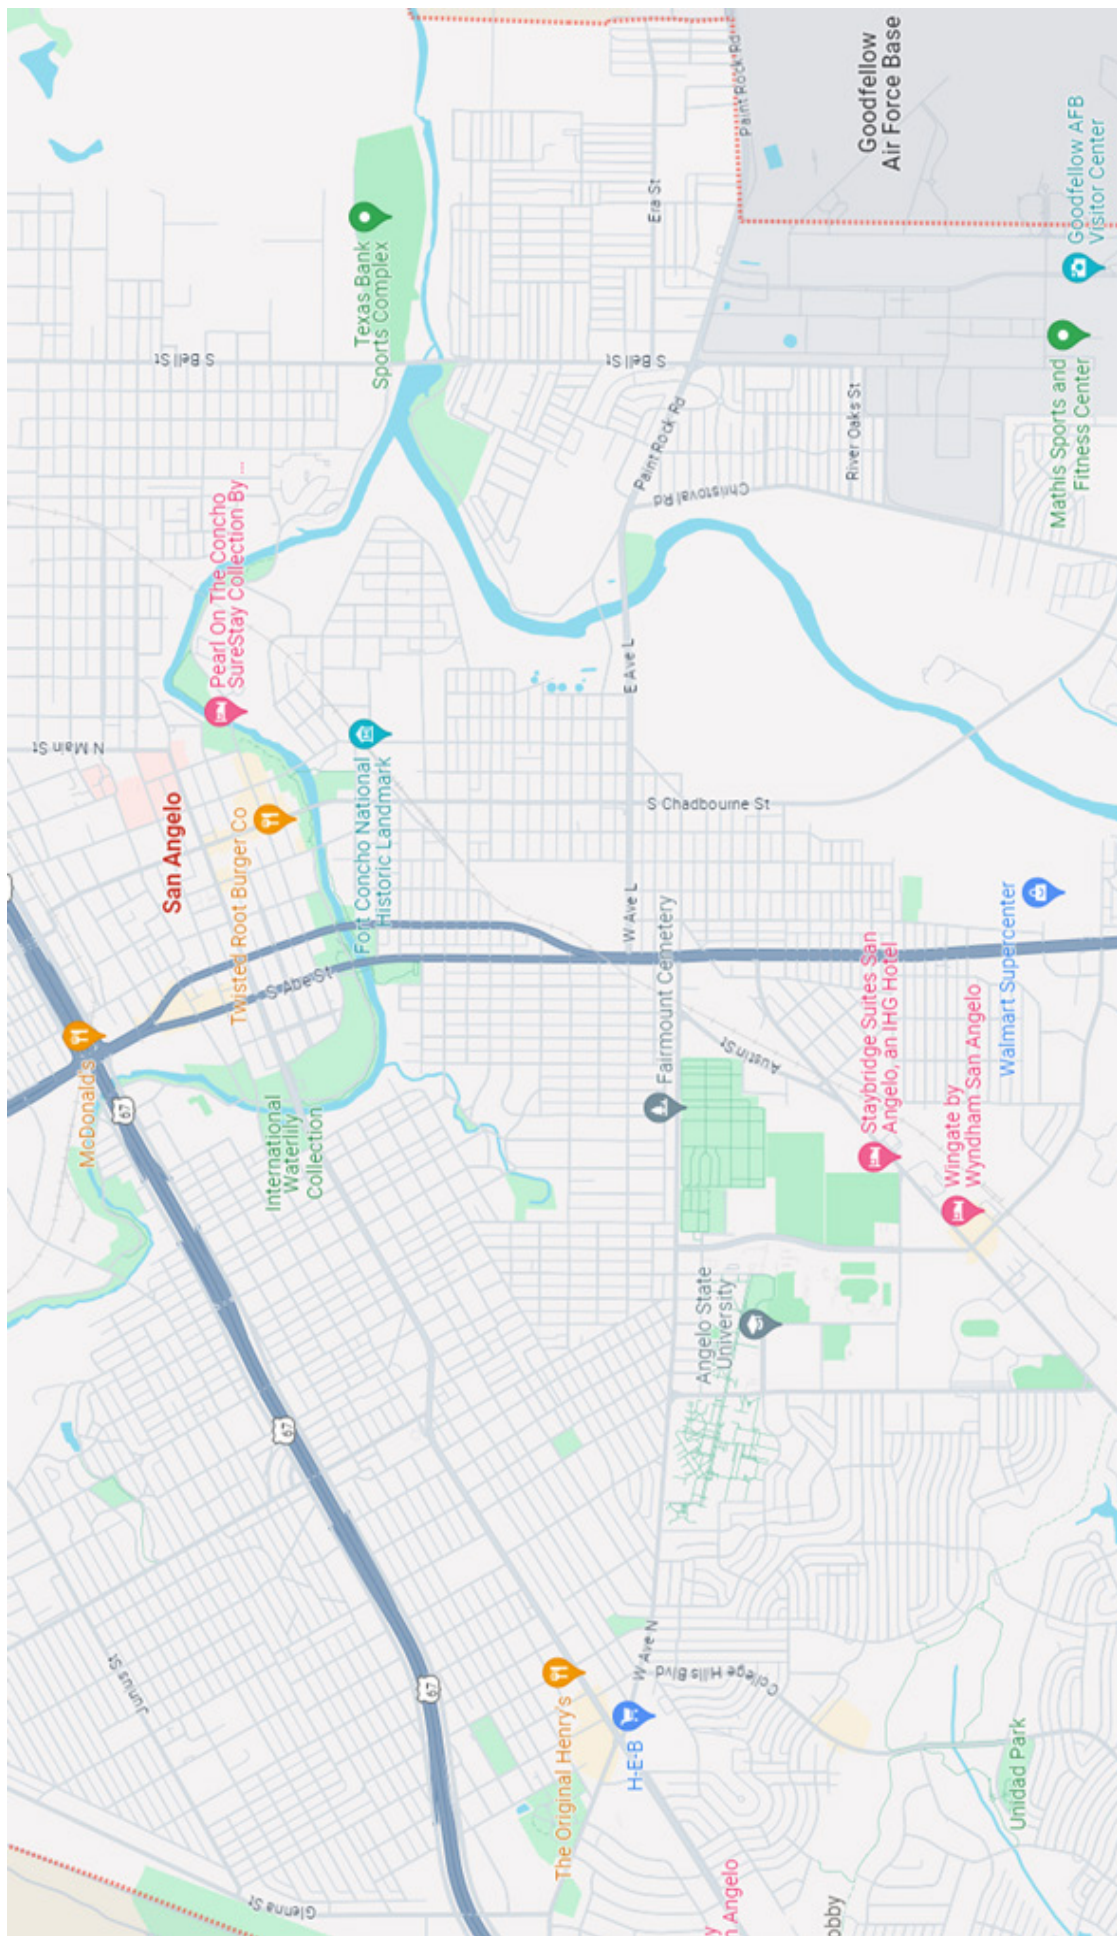 Goodfellow
Air Force Base
Goodfellow AFB
Visitor Center
Paint Rock Rd
Era St
Texas Bank
Sports Complex
S Bell St
S Bell St
Mathis Sports and
Fitness Center
River Oaks St
Paint Rock Rd
Christoval Rd
Pearl On The Concho
SureStay Collection By ...
E Ave L
N Main St
Fort Concho National
Historic Landmark
S Chadbourne St
San Angelo
Twisted Root Burger Co
W Ave L
Walmart Supercenter
Staybridge Suites San
Angelo, an IHG Hotel
Wingate by
Wyndham San Angelo
Fairmount Cemetery
S Abe St
Austin St
McDonald's
67
International
Waterlily
Collection
Angelo State
University
67
67
W Ave N
College Hills Blvd
Junius St
The Original Henry's
H-E-B
Unidad Park
Glenna St
y
n Angelo
obby